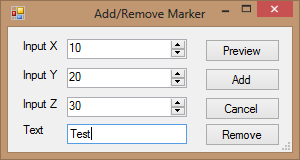 Add/Remove Marker
Input X 10 Preview
Input Y 20 Add
Input Z 30 Cancel
Text Test Remove